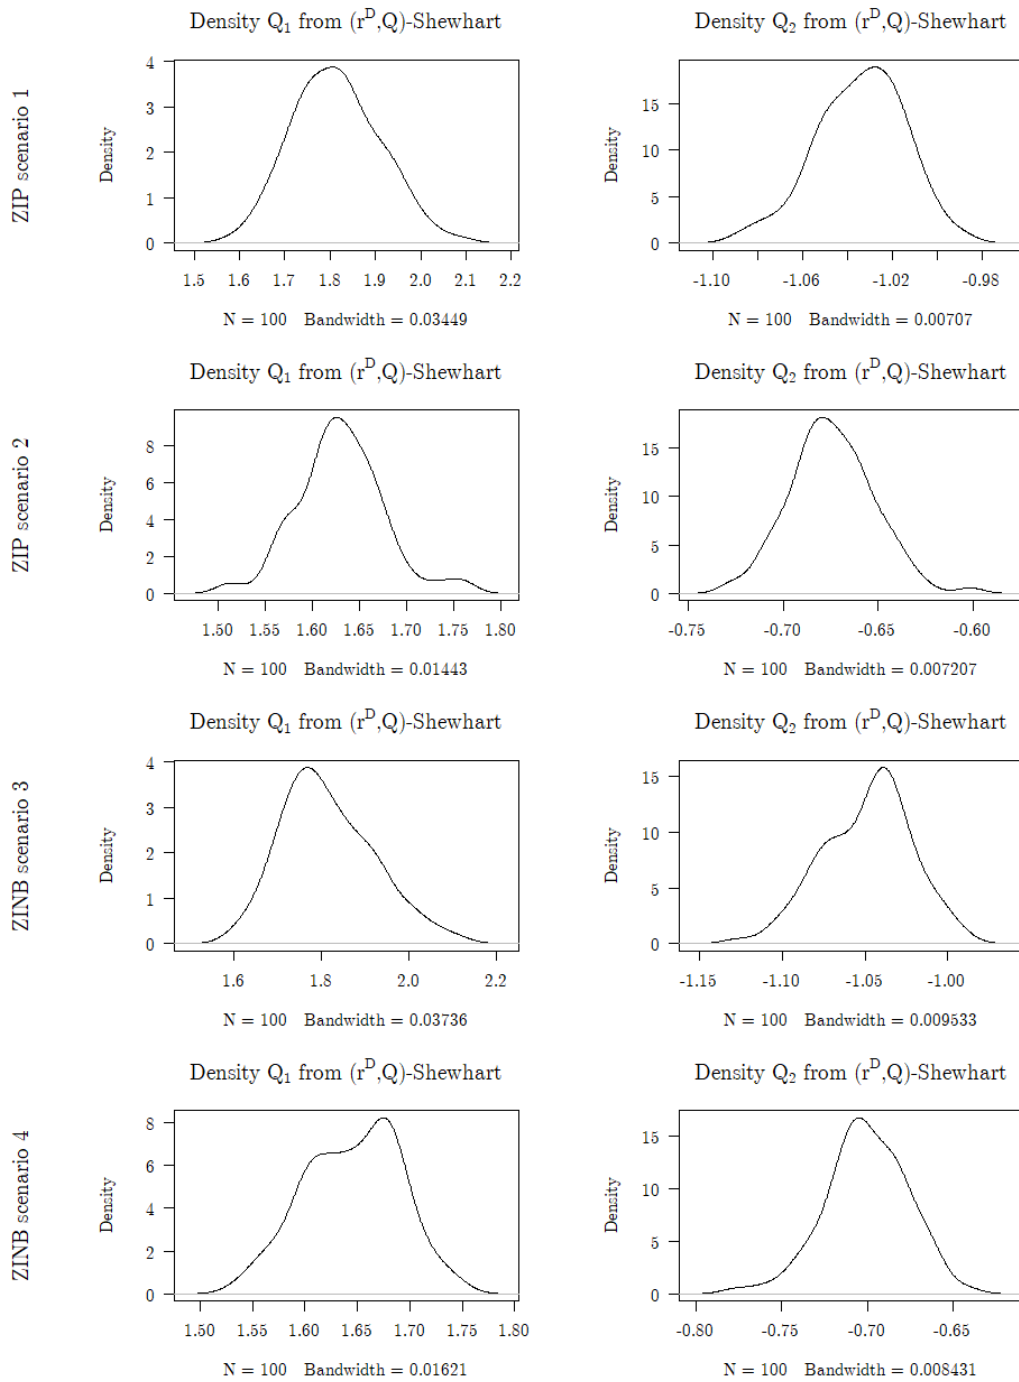 Density Q1 from (r^D,Q)-Shewhart
Density Q2 from (r^D,Q)-Shewhart
ZIP scenario 1
Density
4
3
2
1
0
1.5 1.6 1.7 1.8 1.9 2.0 2.1 2.2
N = 100 Bandwidth = 0.03449
Density
15
10
5
0
-1.10 -1.06 -1.02 -0.98
N = 100 Bandwidth = 0.00707
Density Q1 from (r^D,Q)-Shewhart
Density Q2 from (r^D,Q)-Shewhart
ZIP scenario 2
Density
8
6
4
2
0
1.50 1.55 1.60 1.65 1.70 1.75 1.80
N = 100 Bandwidth = 0.01443
Density
15
10
5
0
-0.75 -0.70 -0.65 -0.60
N = 100 Bandwidth = 0.007207
Density Q1 from (r^D,Q)-Shewhart
Density Q2 from (r^D,Q)-Shewhart
ZINB scenario 3
Density
4
3
2
1
0
1.6 1.8 2.0 2.2
N = 100 Bandwidth = 0.03736
Density
15
10
5
0
-1.15 -1.10 -1.05 -1.00
N = 100 Bandwidth = 0.009533
Density Q1 from (r^D,Q)-Shewhart
Density Q2 from (r^D,Q)-Shewhart
ZINB scenario 4
Density
8
6
4
2
0
1.50 1.55 1.60 1.65 1.70 1.75 1.80
N = 100 Bandwidth = 0.01621
Density
15
10
5
0
-0.80 -0.75 -0.70 -0.65
N = 100 Bandwidth = 0.008431